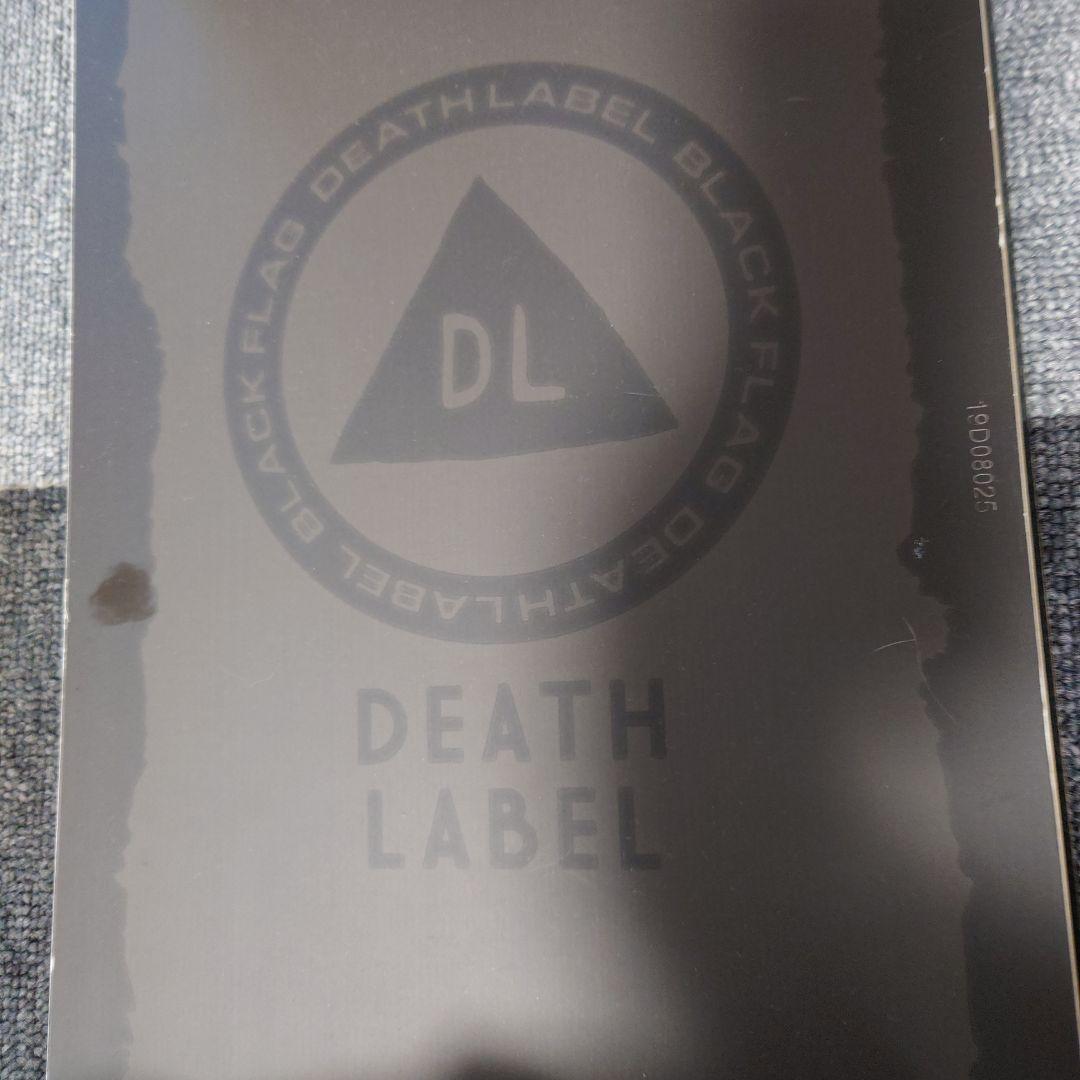 DEATHLABEL BLACK FLAG DEATHLABEL BLACK FLAG
DL
19D08025
DEATH
LABEL